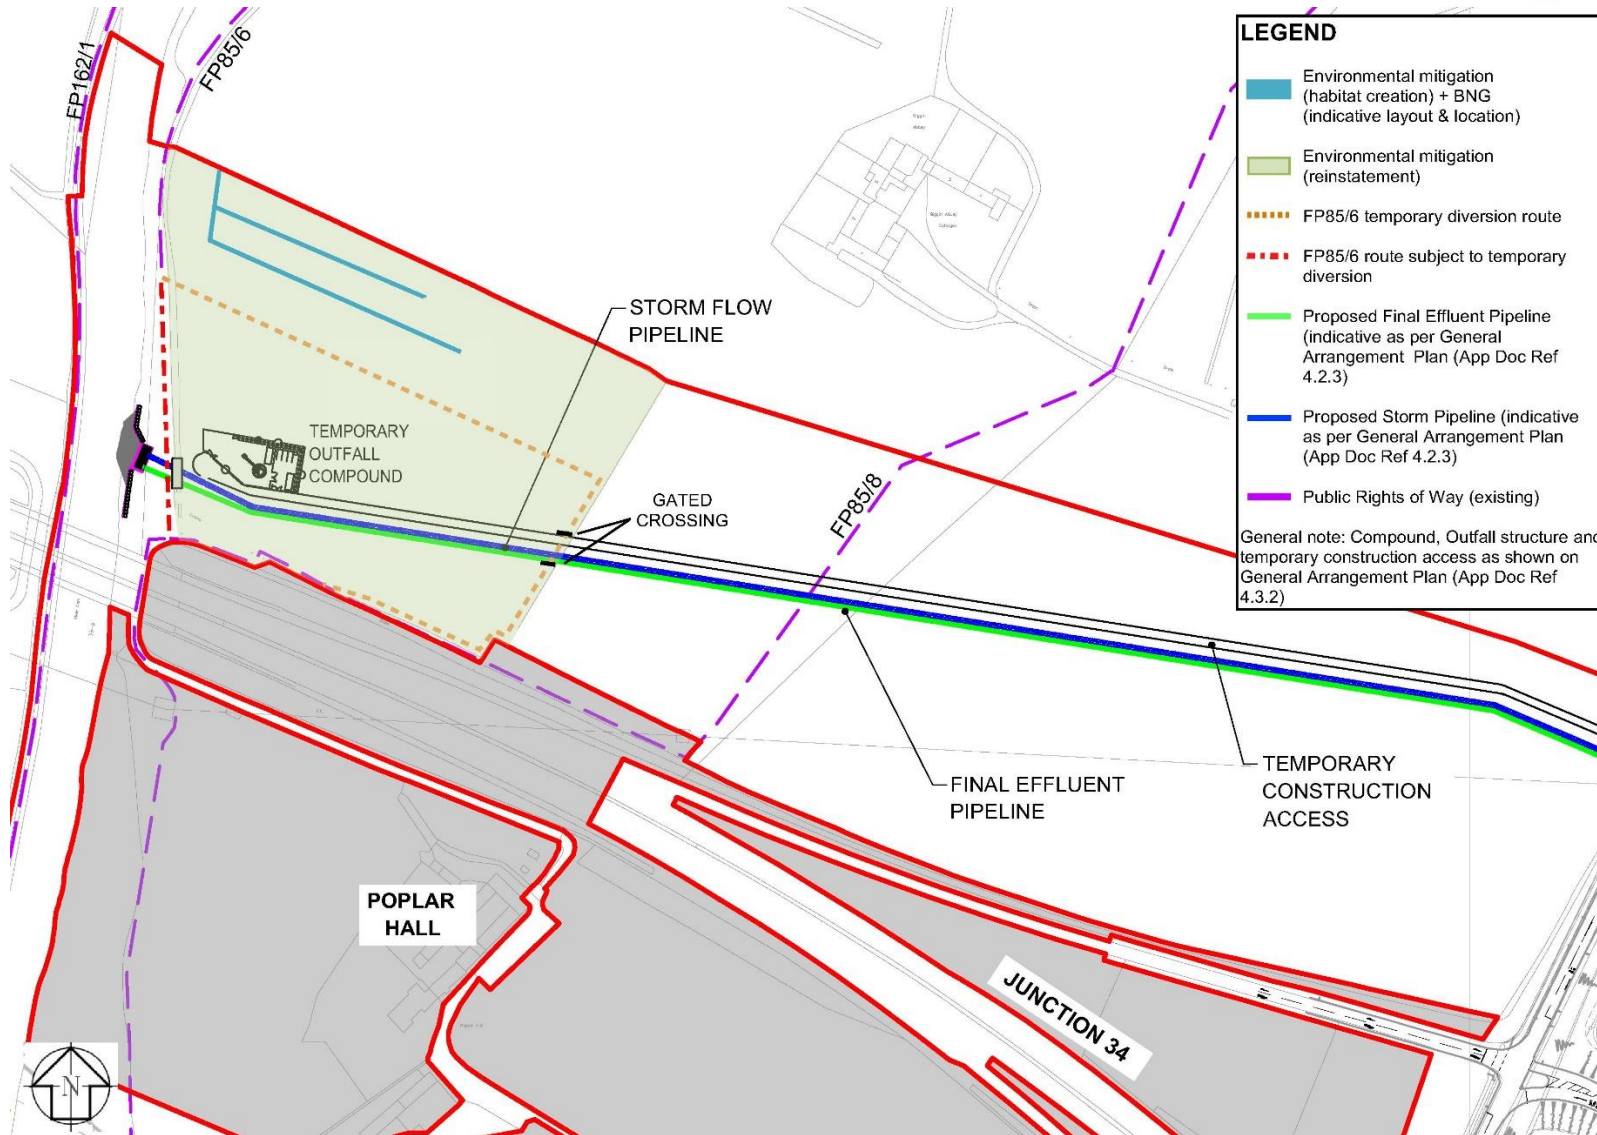 FP162/1
FP85/6
STORM FLOW
PIPELINE
TEMPORARY
OUTFALL
COMPOUND
GATED
CROSSING
FP85/8
FINAL EFFLUENT
PIPELINE
TEMPORARY
CONSTRUCTION
ACCESS
POPLAR
HALL
JUNCTION 34
N
LEGEND
Environmental mitigation
(habitat creation) + BNG
(indicative layout & location)
Environmental mitigation
(reinstatement)
FP85/6 temporary diversion route
FP85/6 route subject to temporary
diversion
Proposed Final Effluent Pipeline
(indicative as per General
Arrangement Plan (App Doc Ref
4.2.3)
Proposed Storm Pipeline (indicative
as per General Arrangement Plan
(App Doc Ref 4.2.3)
Public Rights of Way (existing)
General note: Compound, Outfall structure and
temporary construction access as shown on
General Arrangement Plan (App Doc Ref
4.3.2)